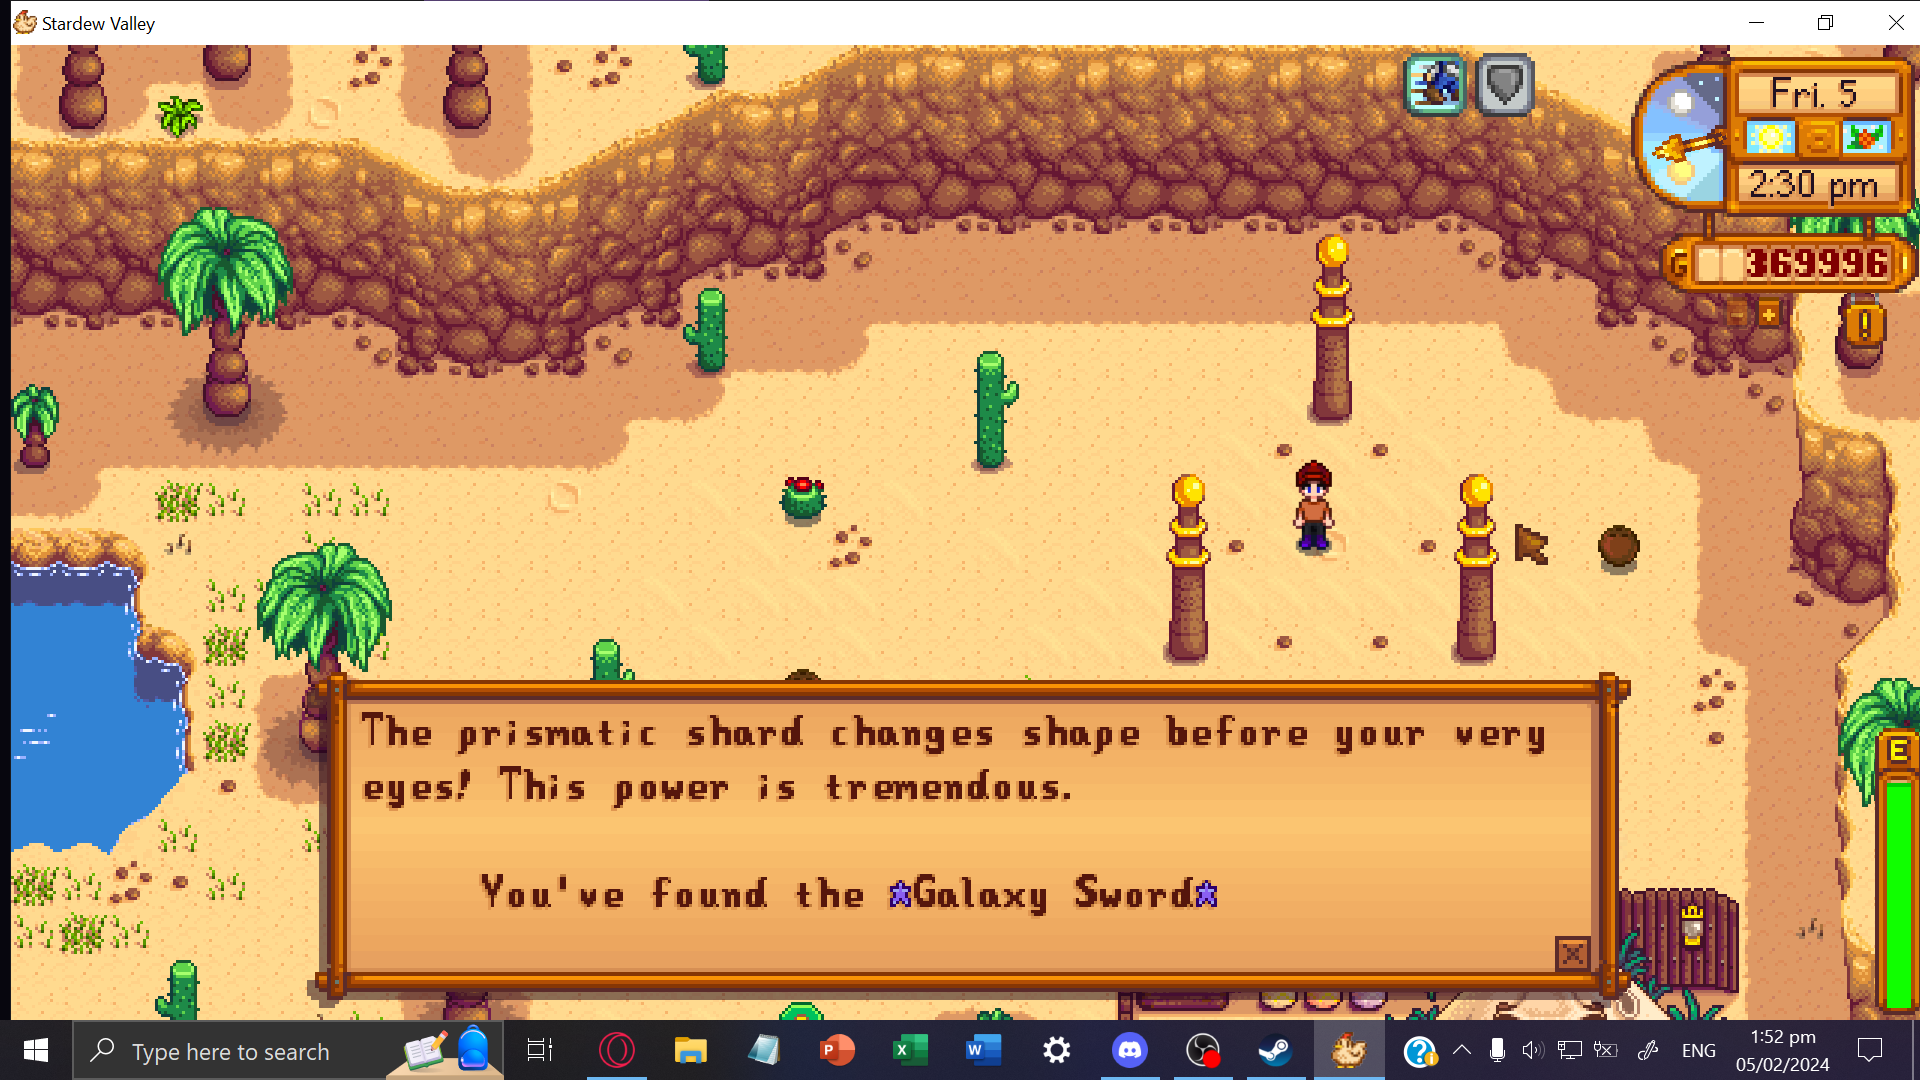 Stardew Valley
Fri. 5
2:30 pm
G 369996
The prismatic shard changes shape before your very
eyes! This power is tremendous.
You've found the Galaxy Sword
E
Type here to search
ENG
1:52 pm
05/02/2024